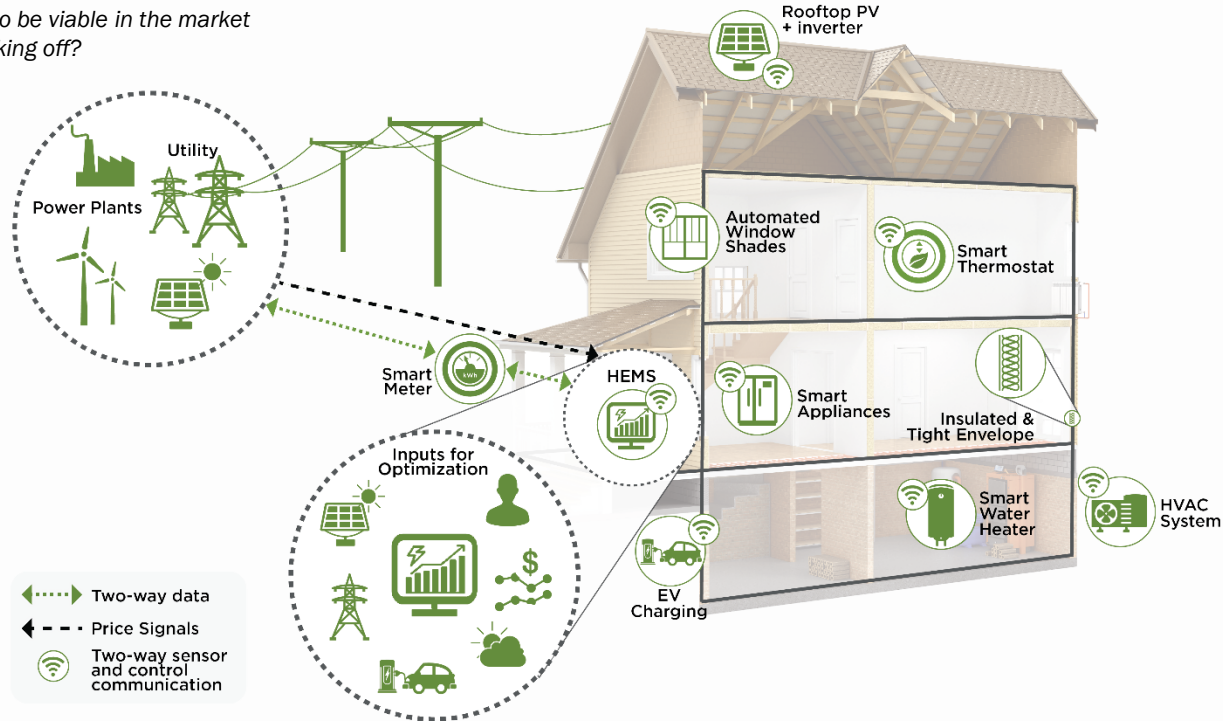 o be viable in the market
king off?
Rooftop PV
+ inverter
Utility
Power Plants
Automated
Window
Shades
Smart
Thermostat
Smart
Meter
kWh
HEMS
Smart
Appliances
Insulated &
Tight Envelope
Inputs for
Optimization
$
Smart
Water
Heater
HVAC
System
EV
Charging
Two-way data
Price Signals
Two-way sensor
and control
communication